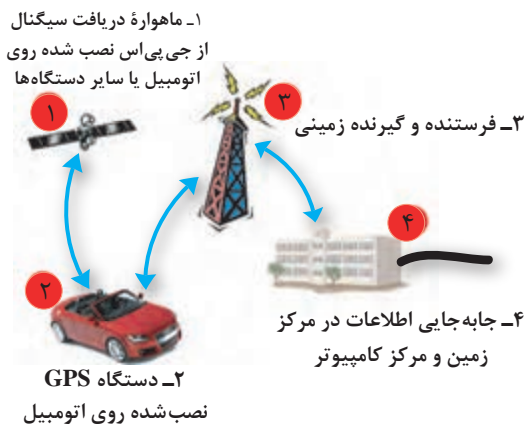 ۱ـ ماهوارهٔ دریافت سیگنال
از جی‌پی‌اس نصب شده روی
اتومبیل یا سایر دستگاه‌ها
۱
۳
۳ـ فرستنده و گیرنده زمینی
۴
۲
۴ـ جابه‌جایی اطلاعات در مرکز
زمین و مرکز کامپیوتر
۲ـ دستگاه GPS
نصب‌شده روی اتومبیل